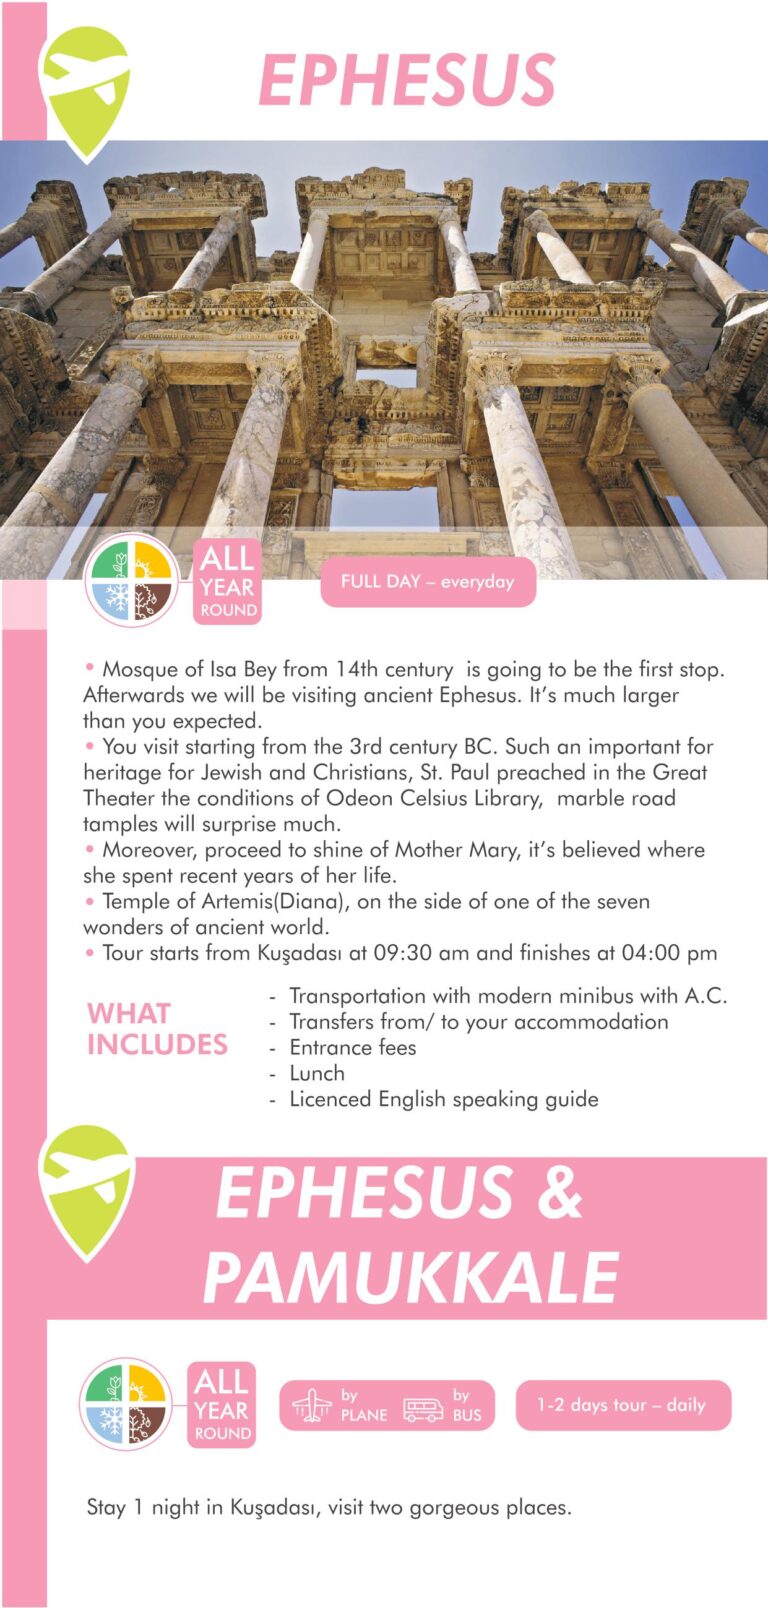 EPHESUS
ALL
YEAR
ROUND
FULL DAY – everyday
• Mosque of Isa Bey from 14th century  is going to be the first stop.
Afterwards we will be visiting ancient Ephesus. It's much larger
than you expected.
• You visit starting from the 3rd century BC. Such an important for
heritage for Jewish and Christians, St. Paul preached in the Great
Theater the conditions of Odeon Celsius Library,  marble road
tamples will surprise much.
• Moreover, proceed to shine of Mother Mary, it's believed where
she spent recent years of her life.
• Temple of Artemis(Diana), on the side of one of the seven
wonders of ancient world.
• Tour starts from Kuşadası at 09:30 am and finishes at 04:00 pm
WHAT
INCLUDES
- Transportation with modern minibus with A.C.
- Transfers from/ to your accommodation
- Entrance fees
- Lunch
- Licenced English speaking guide
EPHESUS &
PAMUKKALE
ALL
YEAR
ROUND
by
PLANE
by
BUS
1-2 days tour – daily
Stay 1 night in Kuşadası, visit two gorgeous places.